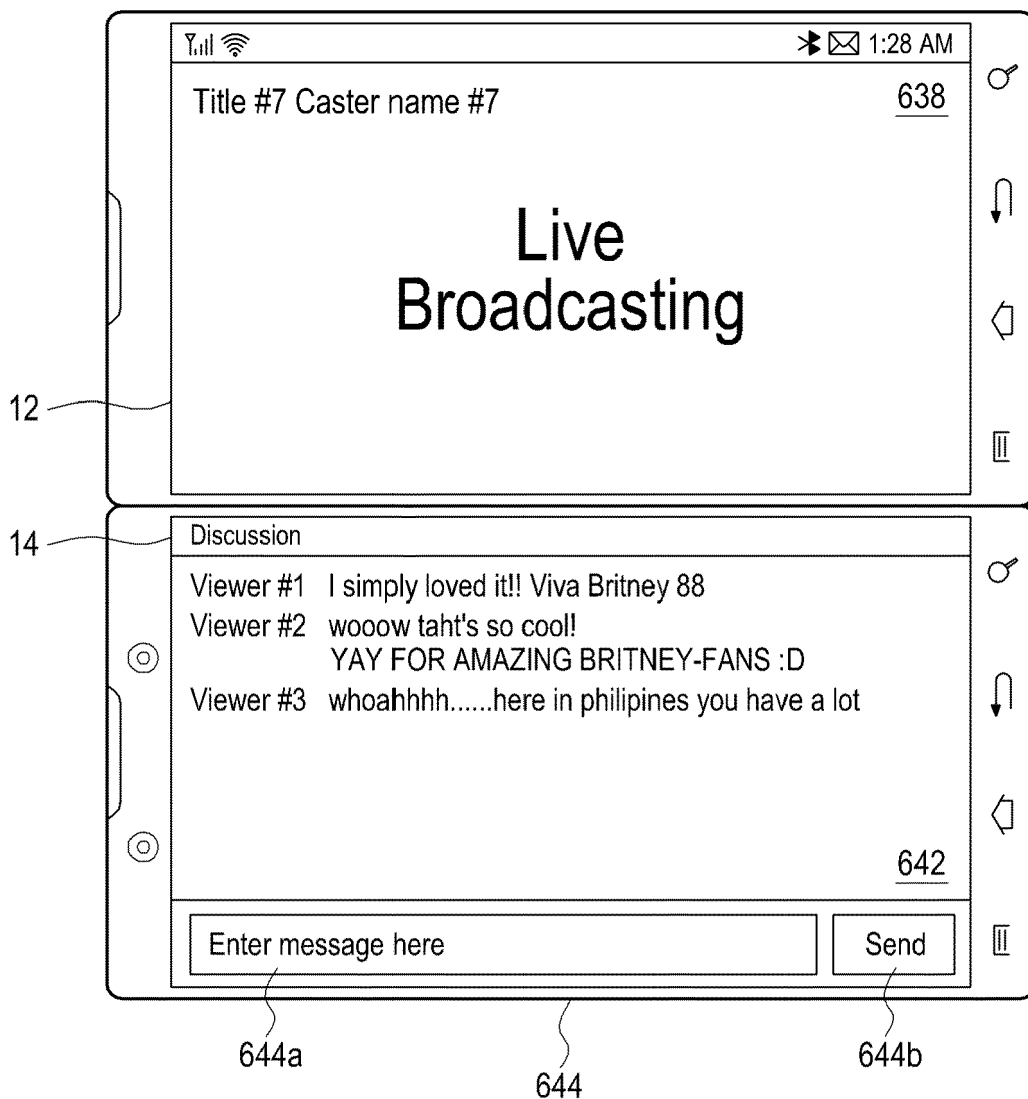 1:28 AM
Title #7 Caster name #7
638
Live
Broadcasting
12
14
Discussion
Viewer #1 I simply loved it!! Viva Britney 88
Viewer #2 wooow taht's so cool!
YAY FOR AMAZING BRITNEY-FANS :D
Viewer #3 whoahhhh......here in philipines you have a lot
642
Enter message here
Send
644a
644
644b